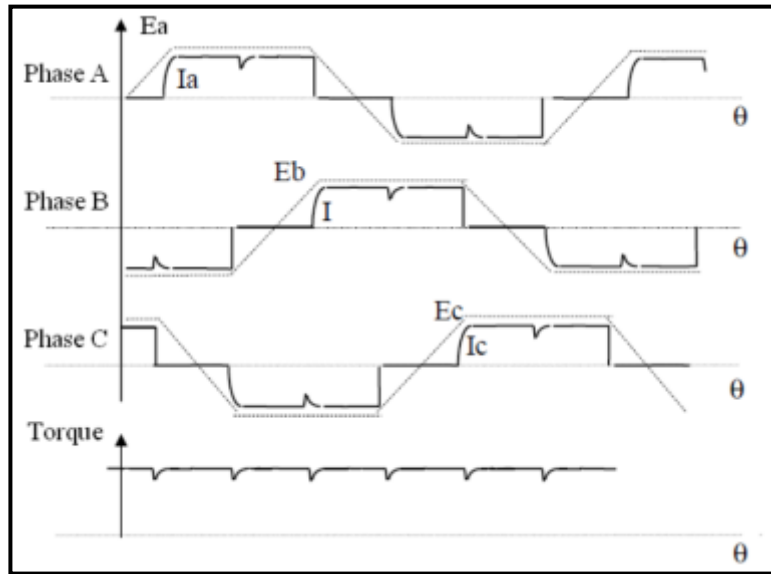 Ea
Phase A
Ia
θ
Eb
Phase B
I
θ
Ec
Phase C
Ic
θ
Torque
θ